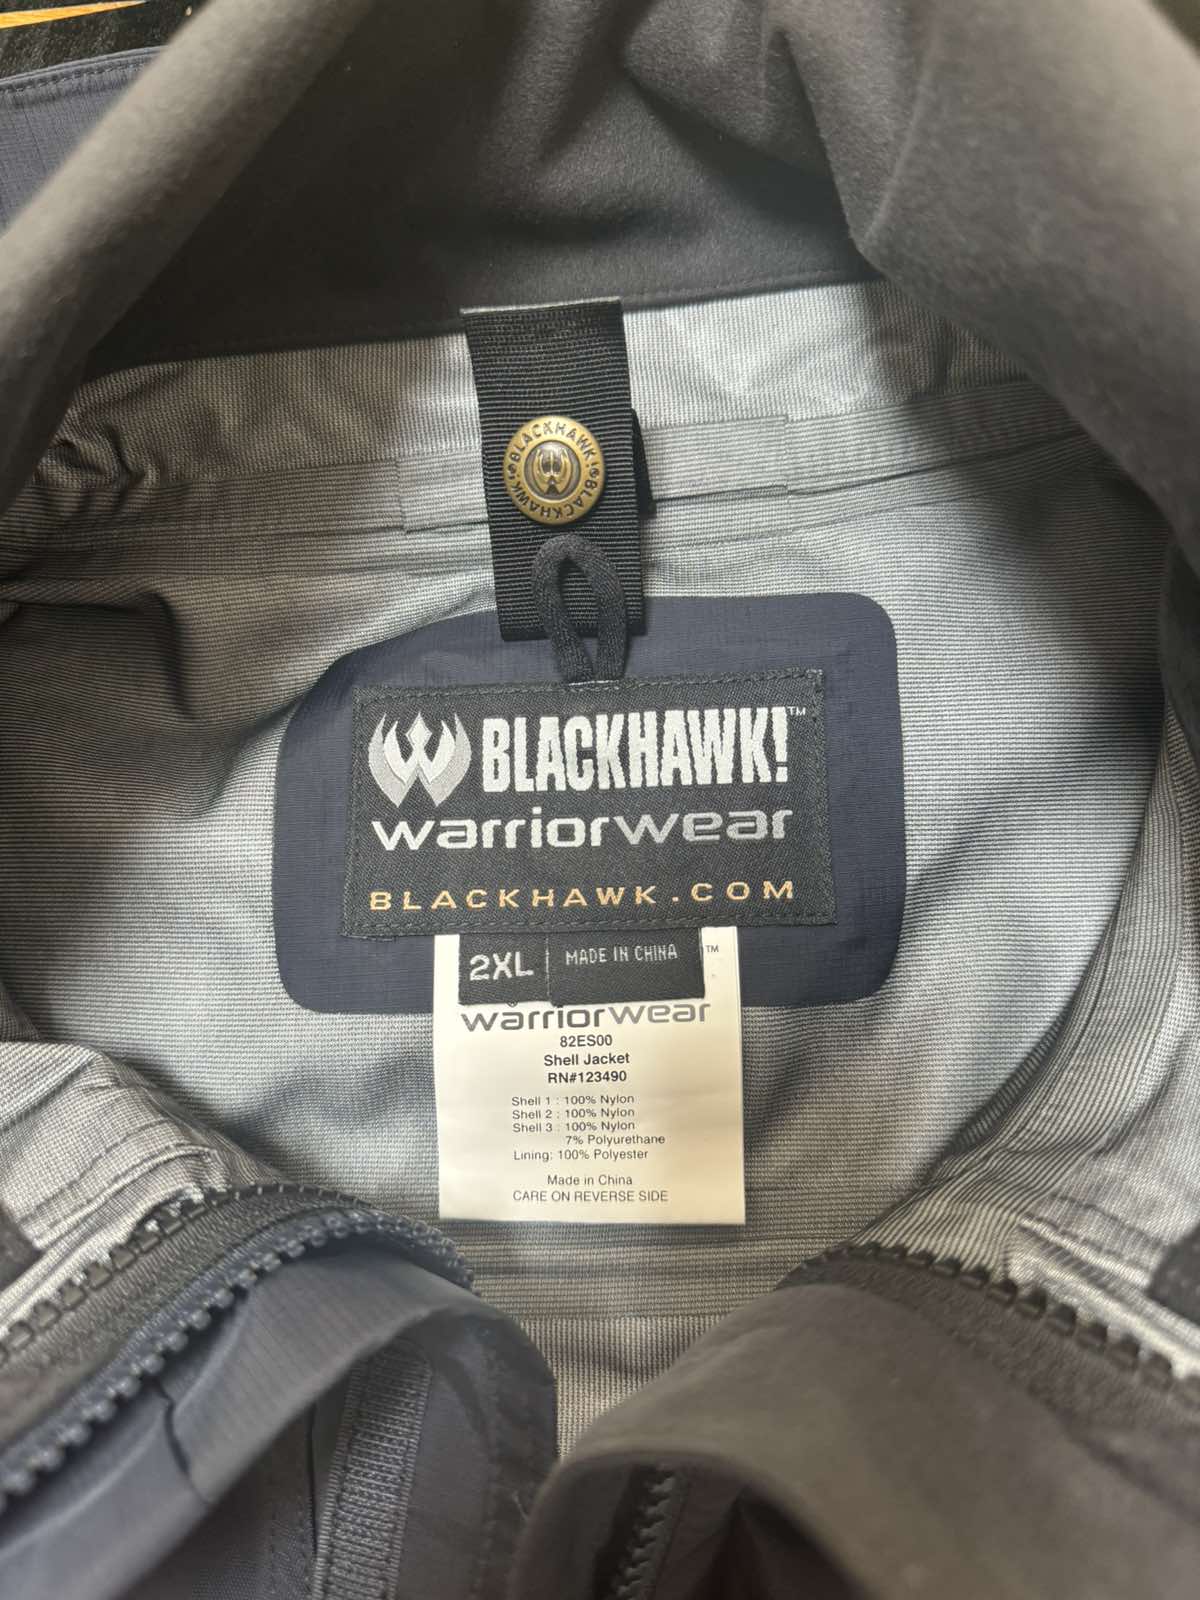 BLACKHAWK!
BLACKHAWK
BLACKHAWK!™
warriorwear
BLACKHAWK.COM
2XL
MADE IN CHINA
™
warriorwear
82ES00
Shell Jacket
RN#123490
Shell 1 : 100% Nylon
Shell 2 : 100% Nylon
Shell 3 : 100% Nylon
7% Polyurethane
Lining: 100% Polyester
Made in China
CARE ON REVERSE SIDE